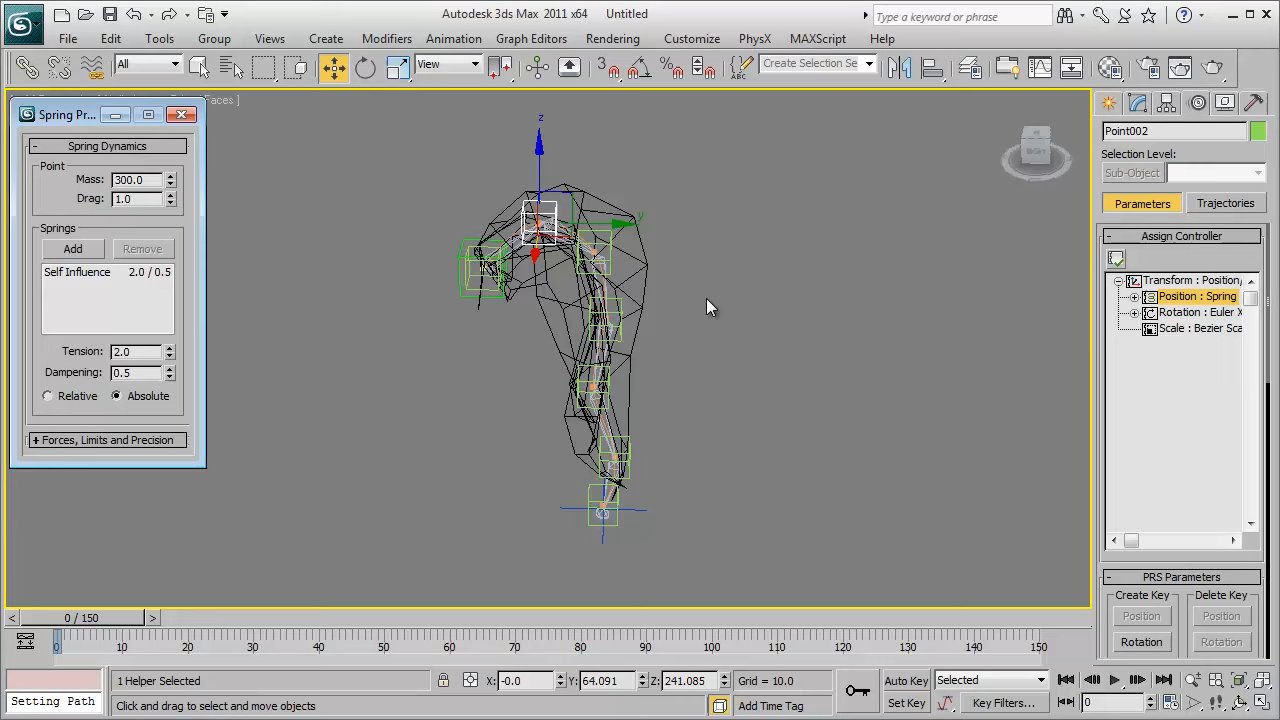 Autodesk 3ds Max 2011 x64 Untitled
Type a keyword or phrase
File Edit Tools Group Views Create Modifiers Animation Graph Editors Rendering Customize PhysX MAXScript Help
All View Create Selection Se
Faces ]
Spring Pr...
Spring Dynamics
Point
Mass: 300.0
Drag: 1.0
Springs
Add Remove
Self Influence 2.0 / 0.5
Tension: 2.0
Dampening: 0.5
Relative Absolute
+ Forces, Limits and Precision
z
y
Point002
Selection Level:
Sub-Object
Parameters Trajectories
Assign Controller
Transform : Position,
Position : Spring
Rotation : Euler X
Scale : Bezier Sca
PRS Parameters
Create Key Delete Key
Position Position
Rotation Rotation
0 / 150
0 10 20 30 40 50 60 70 80 90 100 110 120 130 140 150
1 Helper Selected X: -0.0 Y: 64.091 Z: 241.085 Grid = 10.0 Auto Key Selected
Setting Path Click and drag to select and move objects Add Time Tag Set Key Key Filters... 0